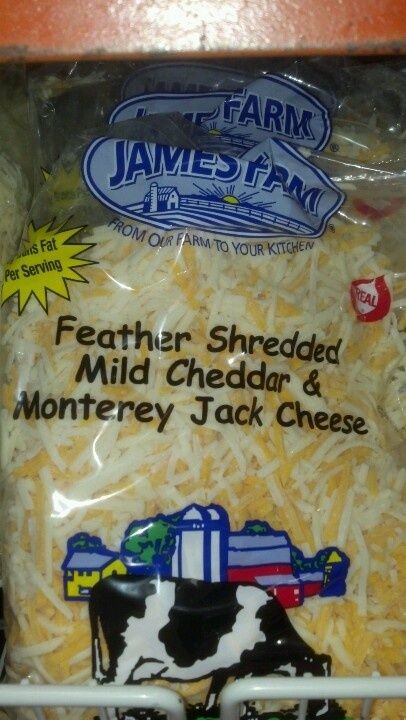 FARM
JAMES FARM
FROM OUR FARM TO YOUR KITCHEN
Fat
Per Serving
REAL
Feather Shredded
Mild Cheddar &
Monterey Jack Cheese